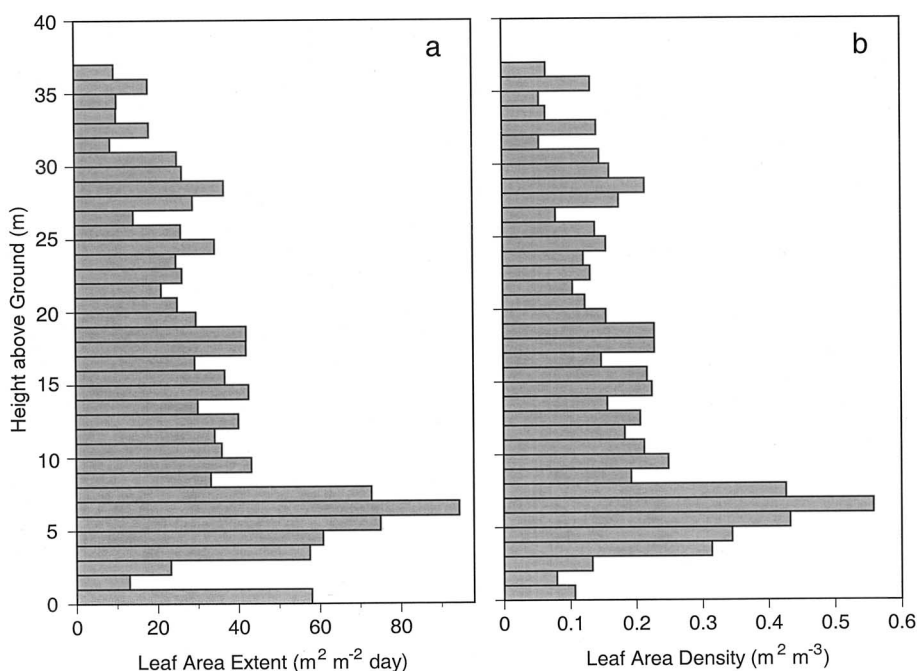 a
b
Height above Ground (m)
40
35
30
25
20
15
10
5
0
0 20 40 60 80
0 0.1 0.2 0.3 0.4 0.5 0.6
Leaf Area Extent (m² m⁻² day)
Leaf Area Density (m² m⁻³)